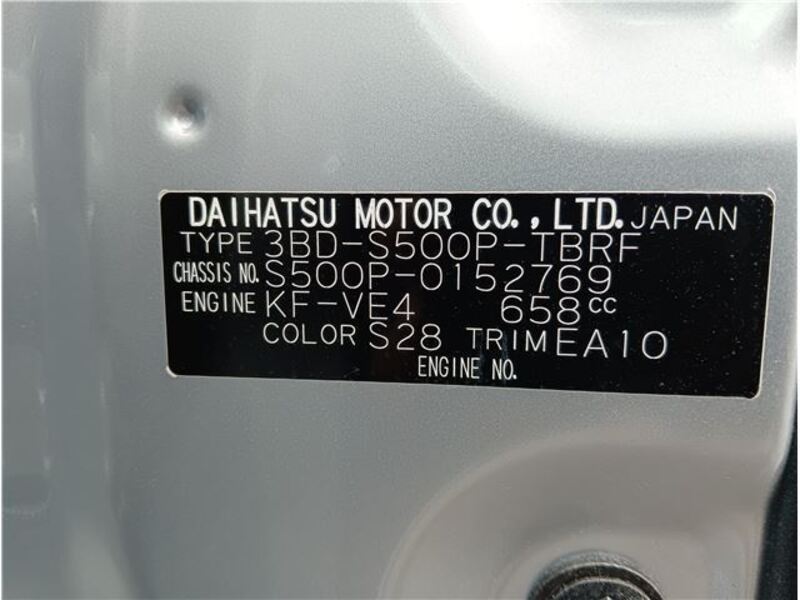 DAIHATSU MOTOR CO., LTD. JAPAN
TYPE 3BD-S500P-TBRF
CHASSIS NO. S500P-0152769
ENGINE KF-VE4 658cc
COLOR S28 TRIM EA10
ENGINE NO.